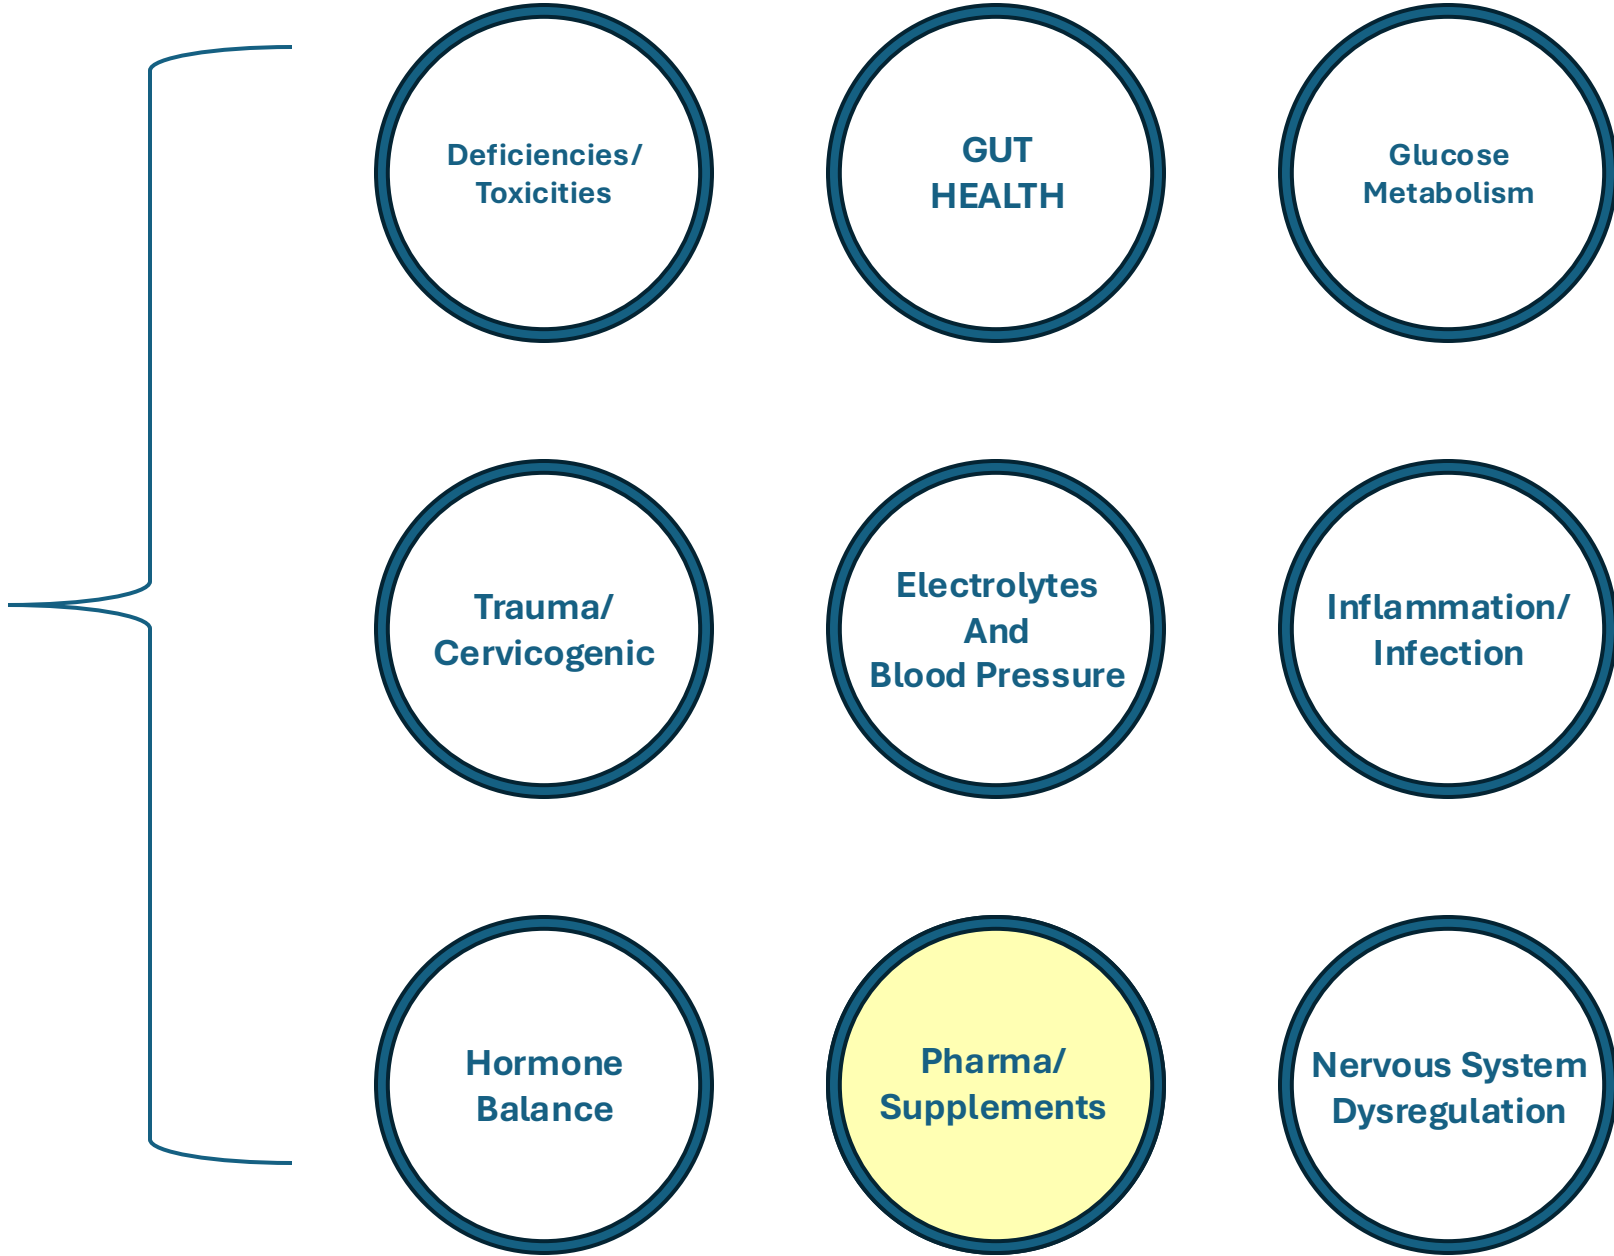 Deficiencies/
Toxicities
GUT
HEALTH
Glucose
Metabolism
Trauma/
Cervicogenic
Electrolytes
And
Blood Pressure
Inflammation/
Infection
Hormone
Balance
Pharma/
Supplements
Nervous System
Dysregulation